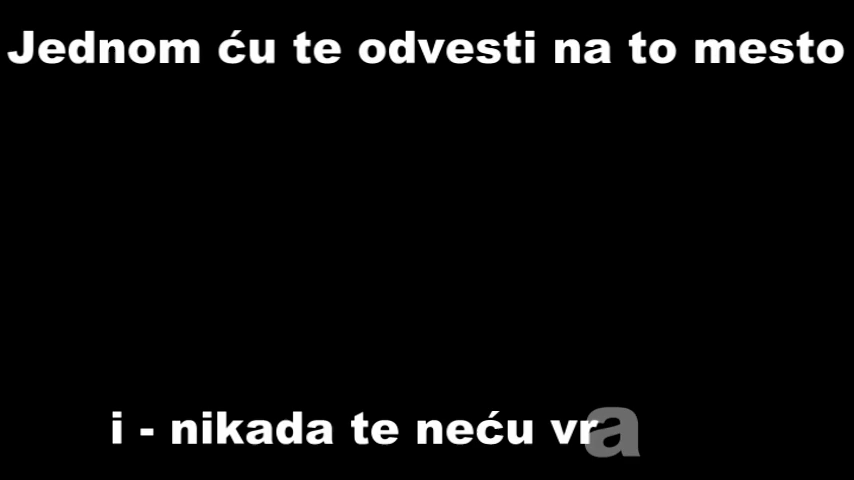 Jednom ću te odvesti na to mesto
i - nikada te neću vra